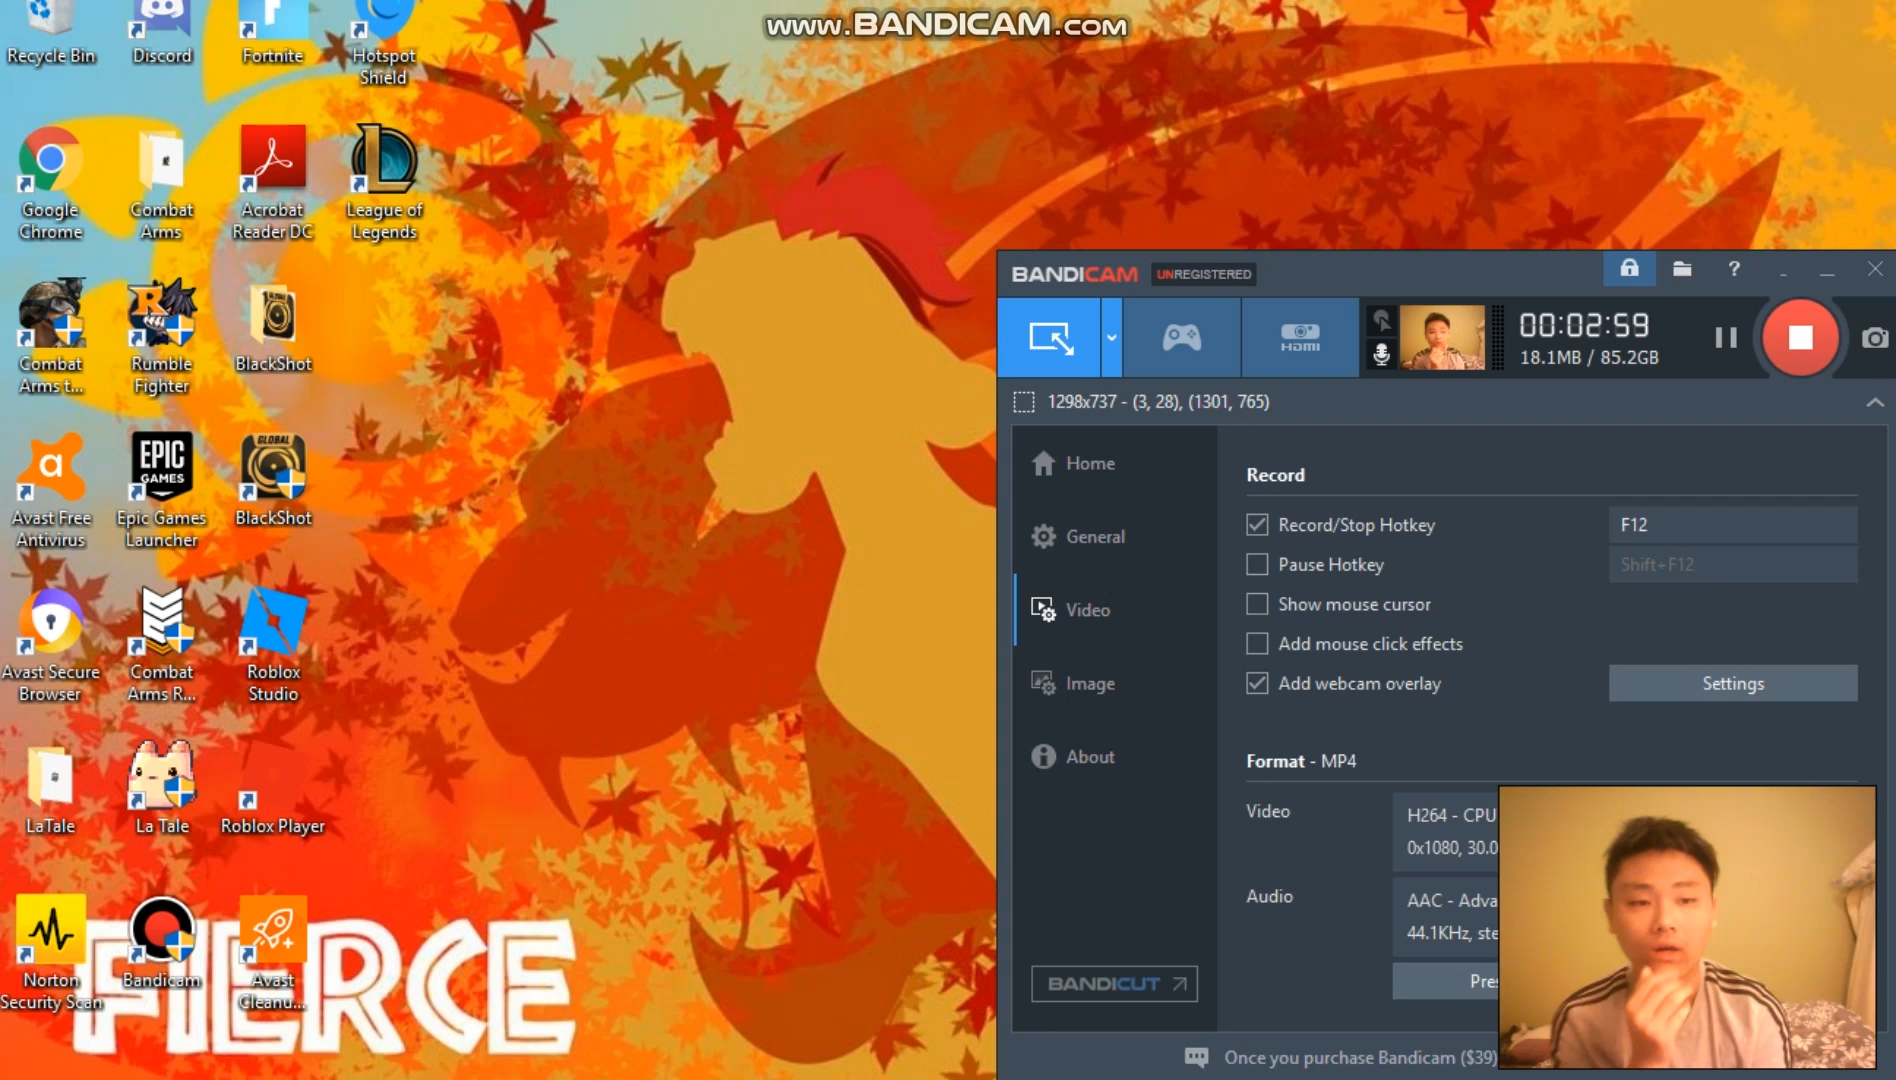 www.BANDICAM.com
Recycle Bin
Discord
Fortnite
Hotspot
Shield
Google
Chrome
Combat
Arms
Acrobat
Reader DC
League of
Legends
Combat
Arms t...
Rumble
Fighter
BlackShot
EPIC
GAMES
GLOBAL
Avast Free
Antivirus
Epic Games
Launcher
BlackShot
Avast Secure
Browser
Combat
Arms R...
Roblox
Studio
LaTale
La Tale
Roblox Player
Norton
Security Scan
Bandicam
Avast
Cleanu...
FIERCE
BANDICAM UNREGISTERED
?
HDMI
00:02:59
18.1MB / 85.2GB
1298x737 - (3, 28), (1301, 765)
Home
General
Video
Image
About
BANDICUT
Record
Record/Stop Hotkey F12
Pause Hotkey Shift+F12
Show mouse cursor
Add mouse click effects
Add webcam overlay Settings
Format - MP4
Video H264 - CPU
0x1080, 30.0
Audio AAC - Adva
44.1KHz, ste
Pres
Once you purchase Bandicam ($39)